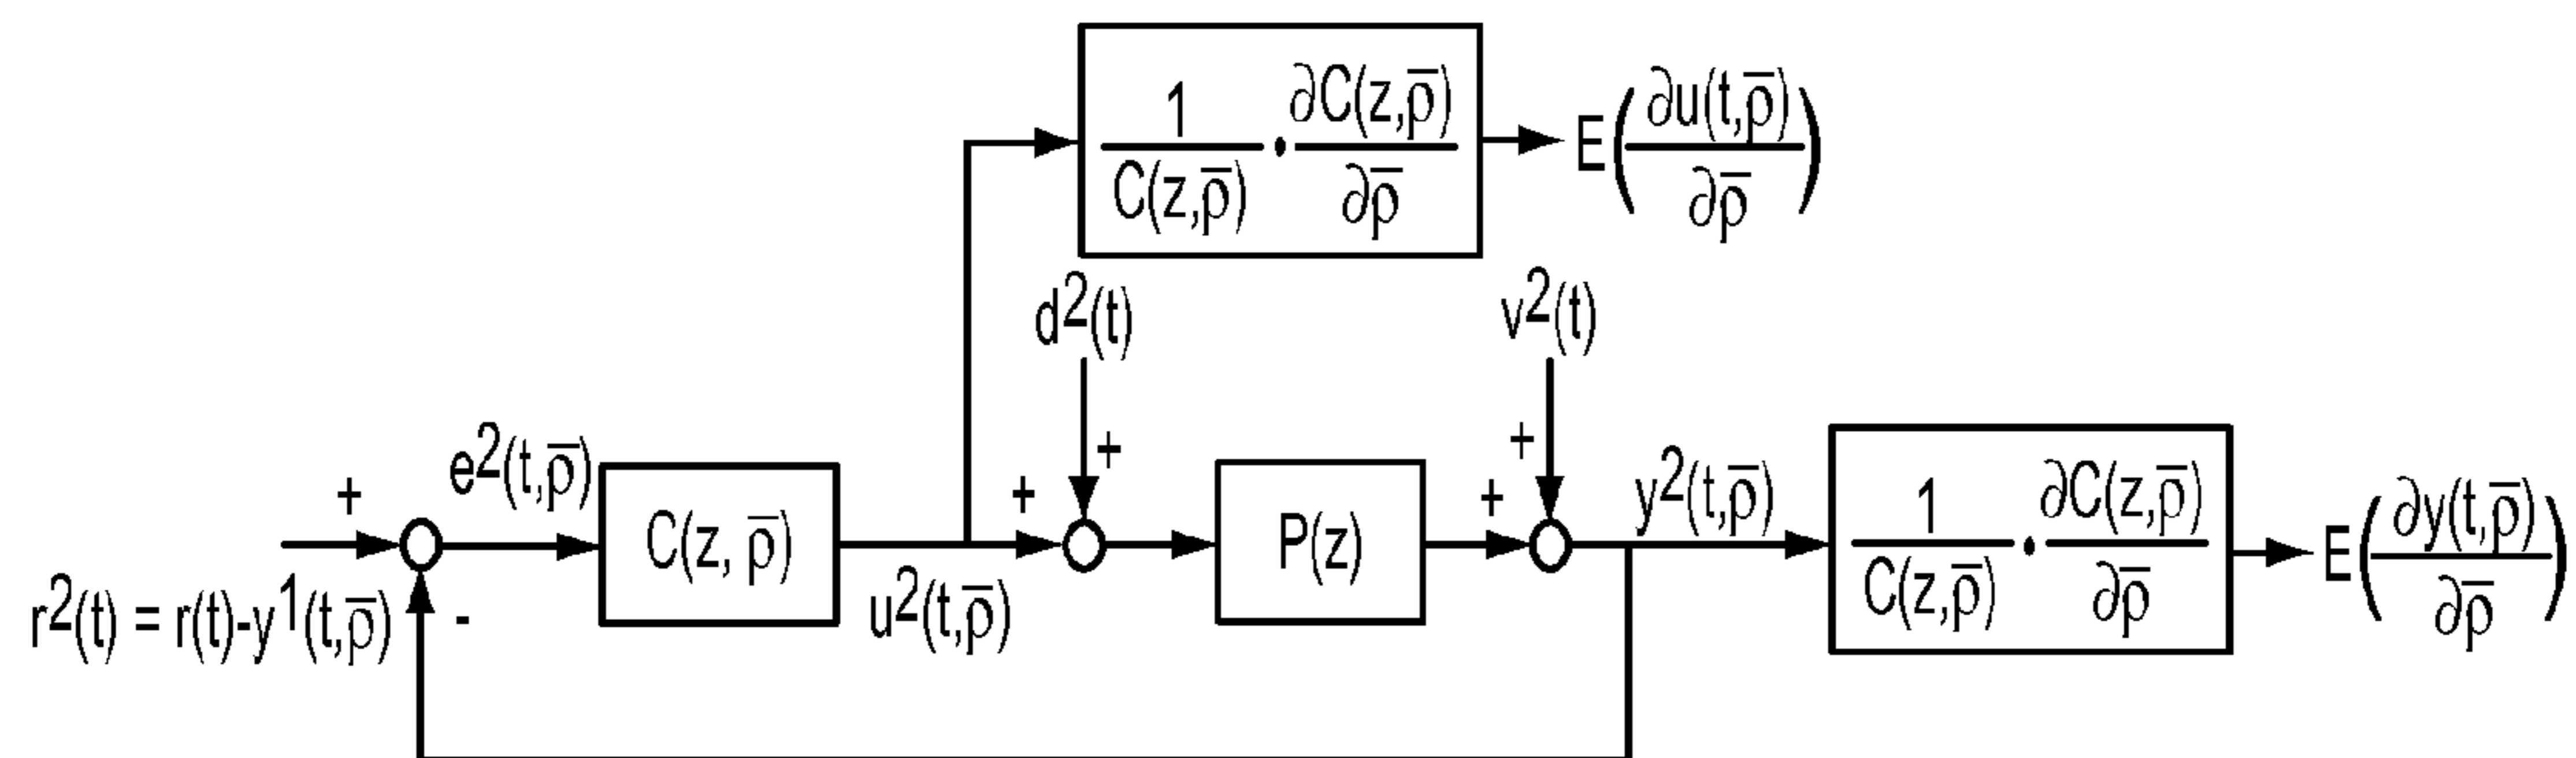 1/C(z,ρ̄) • ∂C(z,ρ̄)/∂ρ̄
E(∂u(t,ρ̄)/∂ρ̄)
d²(t)
v²(t)
+
+
+
e²(t,ρ̄)
+
+
C(z, ρ̄)
P(z)
y²(t,ρ̄)
1/C(z,ρ̄) • ∂C(z,ρ̄)/∂ρ̄
E(∂y(t,ρ̄)/∂ρ̄)
r²(t) = r(t)-y¹(t,ρ̄)
-
u²(t,ρ̄)